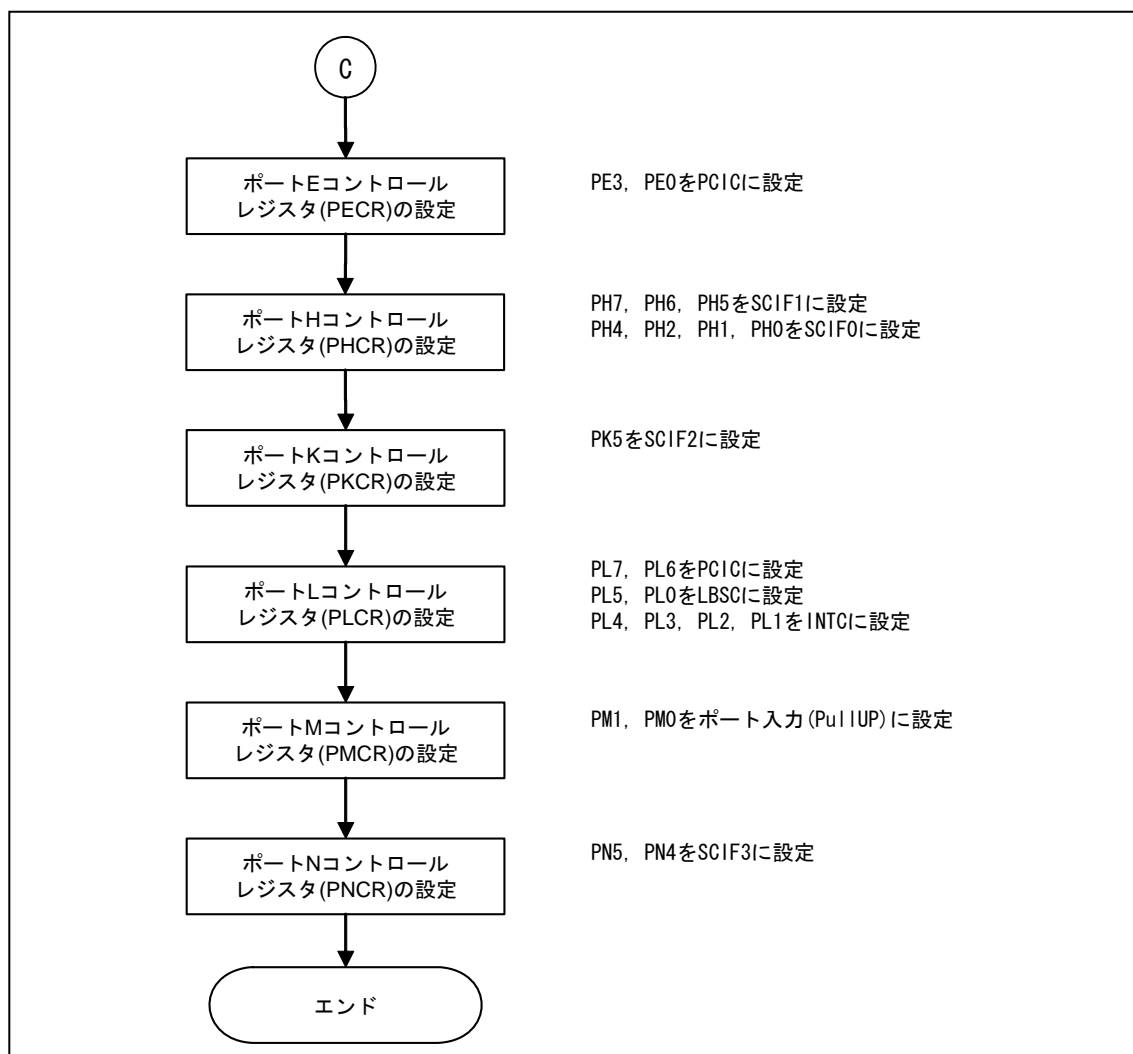 C
ポートEコントロール
レジスタ(PECR)の設定
PE3, PE0をPCICに設定
ポートHコントロール
レジスタ(PHCR)の設定
PH7, PH6, PH5をSCIF1に設定
PH4, PH2, PH1, PH0をSCIF0に設定
ポートKコントロール
レジスタ(PKCR)の設定
PK5をSCIF2に設定
ポートLコントロール
レジスタ(PLCR)の設定
PL7, PL6をPCICに設定
PL5, PL0をLBSCに設定
PL4, PL3, PL2, PL1をINTCに設定
ポートMコントロール
レジスタ(PMCR)の設定
PM1, PM0をポート入力(PullUP)に設定
ポートNコントロール
レジスタ(PNCR)の設定
PN5, PN4をSCIF3に設定
エンド